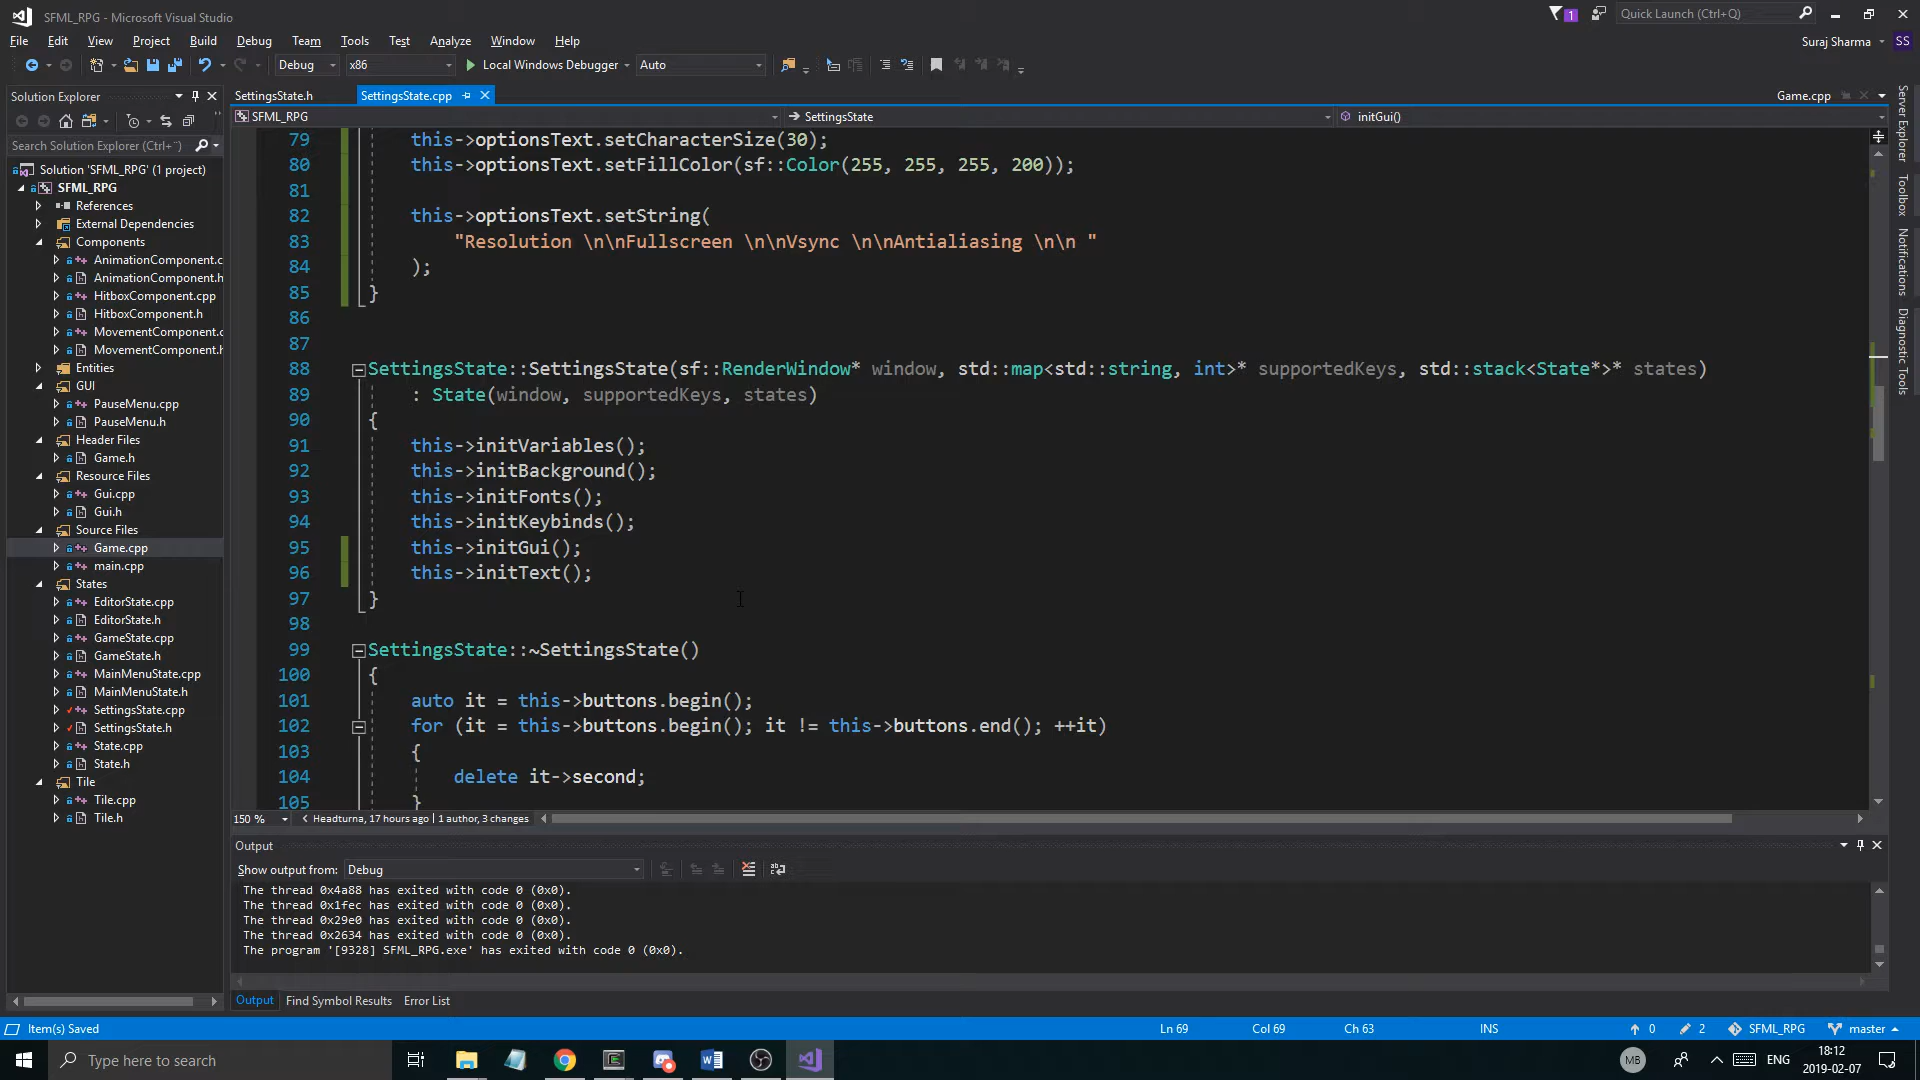 SFML_RPG - Microsoft Visual Studio
1
Quick Launch (Ctrl+Q)
File Edit View Project Build Debug Team Tools Test Analyze Window Help
Suraj Sharma SS
Debug x86 Local Windows Debugger Auto
Solution Explorer
SettingsState.h SettingsState.cpp Game.cpp
SFML_RPG SettingsState initGui()
Search Solution Explorer (Ctrl+¨)
Solution 'SFML_RPG' (1 project)
SFML_RPG
References
External Dependencies
Components
AnimationComponent.c
AnimationComponent.h
HitboxComponent.cpp
HitboxComponent.h
MovementComponent.c
MovementComponent.h
Entities
GUI
PauseMenu.cpp
PauseMenu.h
Header Files
Game.h
Resource Files
Gui.cpp
Gui.h
Source Files
Game.cpp
main.cpp
States
EditorState.cpp
EditorState.h
GameState.cpp
GameState.h
MainMenuState.cpp
MainMenuState.h
SettingsState.cpp
SettingsState.h
State.cpp
State.h
Tile
Tile.cpp
Tile.h
79 this->optionsText.setCharacterSize(30);
80 this->optionsText.setFillColor(sf::Color(255, 255, 255, 200));
81
82 this->optionsText.setString(
83 "Resolution \n\nFullscreen \n\nVsync \n\nAntialiasing \n\n "
84 );
85 }
86
87
88 SettingsState::SettingsState(sf::RenderWindow* window, std::map<std::string, int>* supportedKeys, std::stack<State*>* states)
89 : State(window, supportedKeys, states)
90 {
91 this->initVariables();
92 this->initBackground();
93 this->initFonts();
94 this->initKeybinds();
95 this->initGui();
96 this->initText();
97 }
98
99 SettingsState::~SettingsState()
100 {
101 auto it = this->buttons.begin();
102 for (it = this->buttons.begin(); it != this->buttons.end(); ++it)
103 {
104 delete it->second;
105 }
150 % Headturna, 17 hours ago | 1 author, 3 changes
Output
Show output from: Debug
The thread 0x4a88 has exited with code 0 (0x0).
The thread 0x1fec has exited with code 0 (0x0).
The thread 0x29e0 has exited with code 0 (0x0).
The thread 0x2634 has exited with code 0 (0x0).
The program '[9328] SFML_RPG.exe' has exited with code 0 (0x0).
Output Find Symbol Results Error List
Server Explorer
Toolbox
Notifications
Diagnostic Tools
Item(s) Saved Ln 69 Col 69 Ch 63 INS 0 2 SFML_RPG master
Type here to search
MB ENG 18:12
2019-02-07